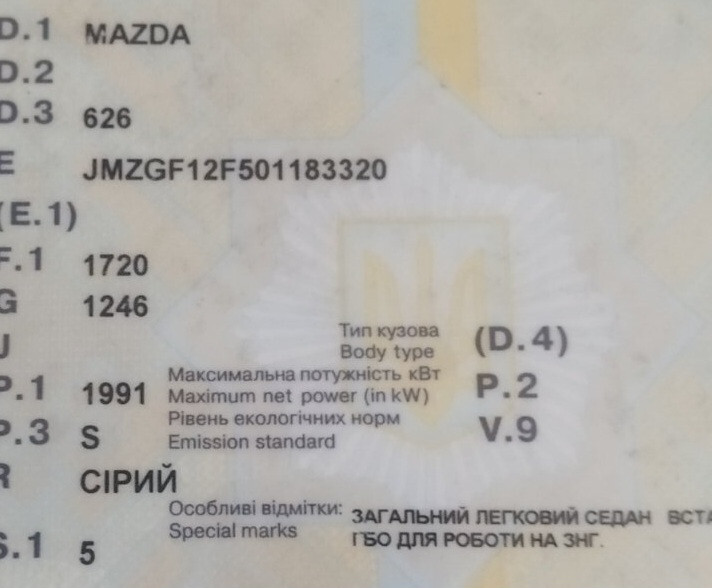 D.1 MAZDA
D.2
D.3 626
E JMZGF12F501183320
(E.1)
F.1 1720
G 1246
J
Тип кузова (D.4)
Body type
P.1 1991 Максимальна потужність кВт P.2
Maximum net power (in kW)
P.3 S Рівень екологічних норм V.9
Emission standard
R СІРИЙ
Особливі відмітки: ЗАГАЛЬНИЙ ЛЕГКОВИЙ СЕДАН ВСТА
Special marks ГБО ДЛЯ РОБОТИ НА ЗНГ.
S.1 5